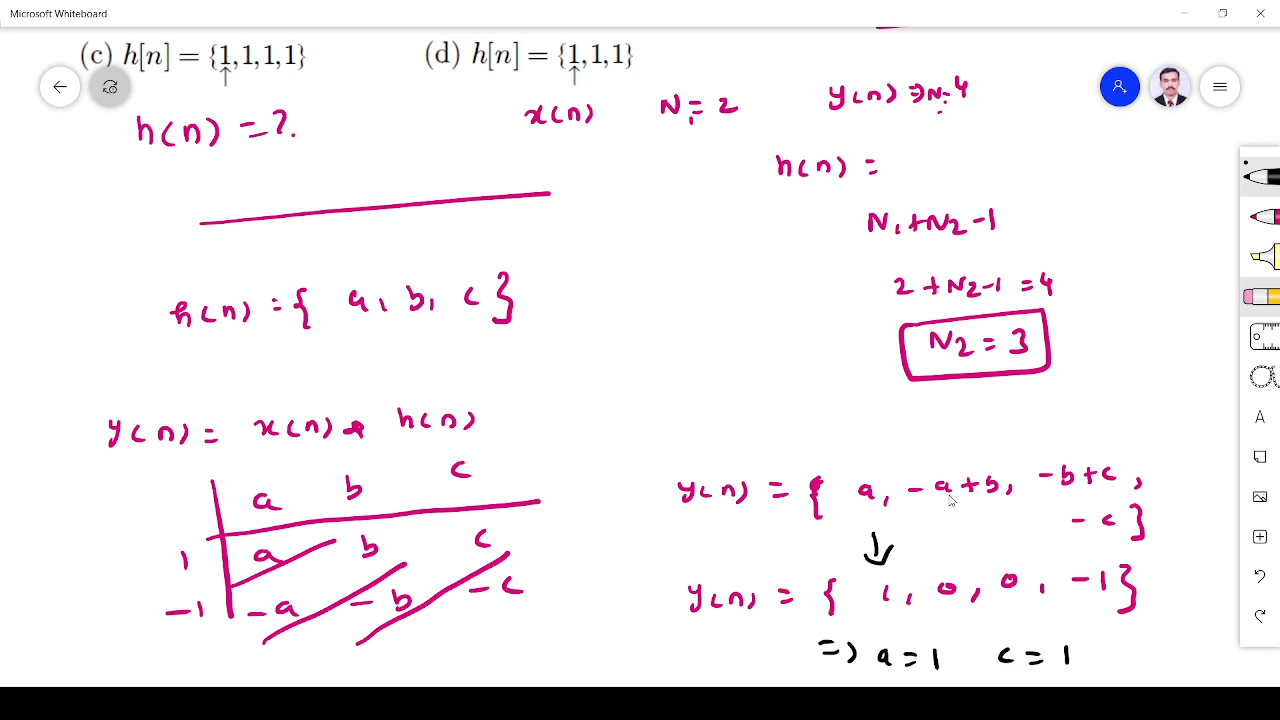 Microsoft Whiteboard
(c) h[n] = {1,1,1,1} (d) h[n] = {1,1,1}
↑ ↑
h(n) = ?. x(n) N1 = 2 y(n) ⇒ N = 4
h(n) =
N1 + N2 - 1
2 + N2 - 1 = 4
N2 = 3
h(n) = { a, b, c }
y(n) = x(n) * h(n)
a b c
1 a b c
-1 -a -b -c
y(n) = { a, -a+b, -b+c,
-c }
↓
y(n) = { 1, 0, 0, -1 }
=> a = 1 c = 1
A